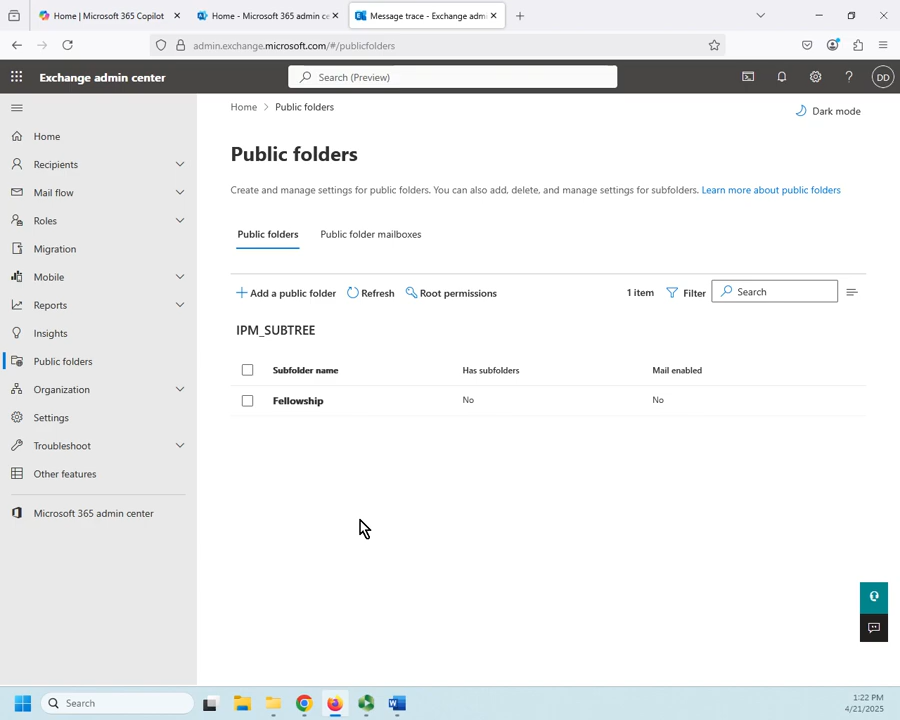 Home | Microsoft 365 Copilot
Home - Microsoft 365 admin ce
Message trace - Exchange admi
admin.exchange.microsoft.com/#/publicfolders
Exchange admin center
Search (Preview)
DD
Home
Recipients
Mail flow
Roles
Migration
Mobile
Reports
Insights
Public folders
Organization
Settings
Troubleshoot
Other features
Microsoft 365 admin center
Home > Public folders
Dark mode
Public folders
Create and manage settings for public folders. You can also add, delete, and manage settings for subfolders. Learn more about public folders
Public folders Public folder mailboxes
Add a public folder Refresh Root permissions 1 item Filter Search
IPM_SUBTREE
Subfolder name Has subfolders Mail enabled
Fellowship No No
Search
1:22 PM
4/21/2025